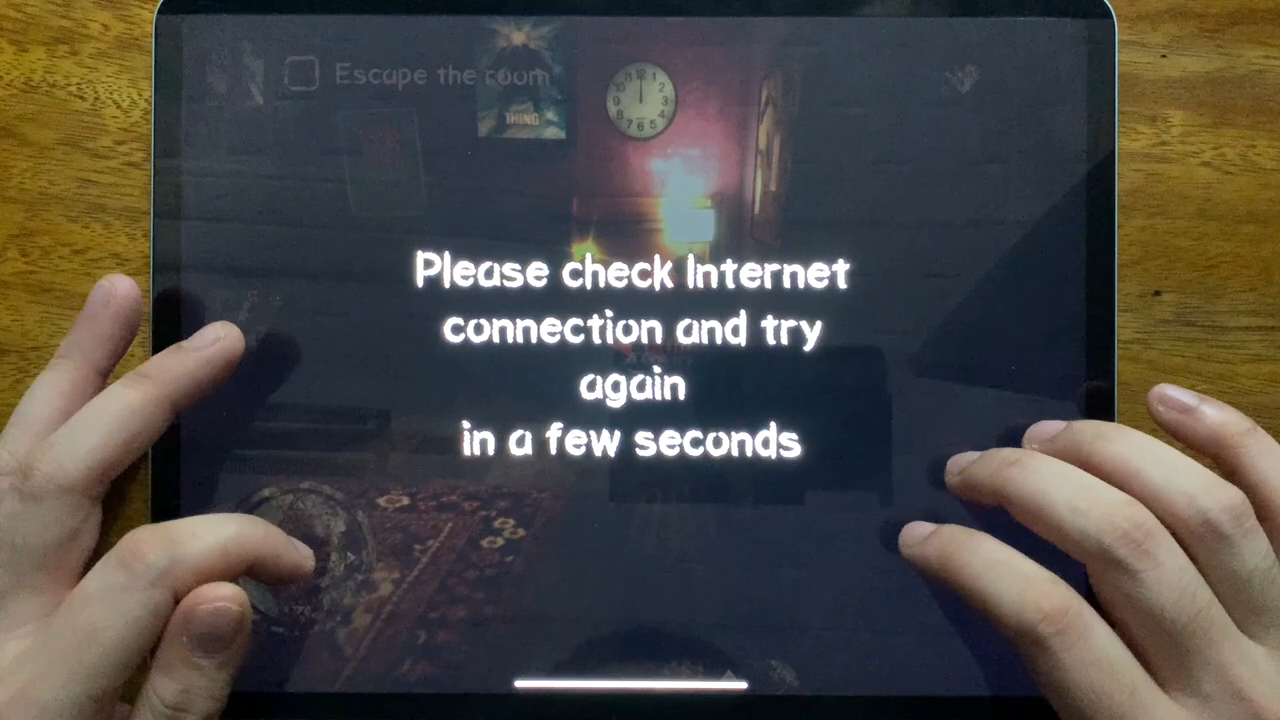 Escape the room
THING
Please check Internet
connection and try
again
in a few seconds